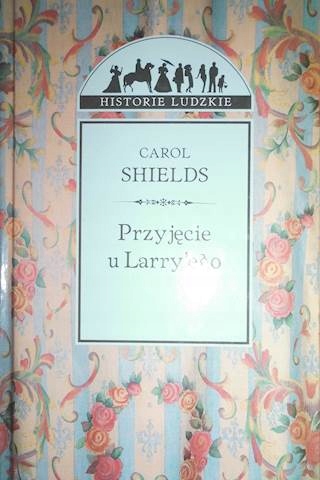 HISTORIE LUDZKIE
CAROL
SHIELDS
Przyjęcie
u Larry'ego